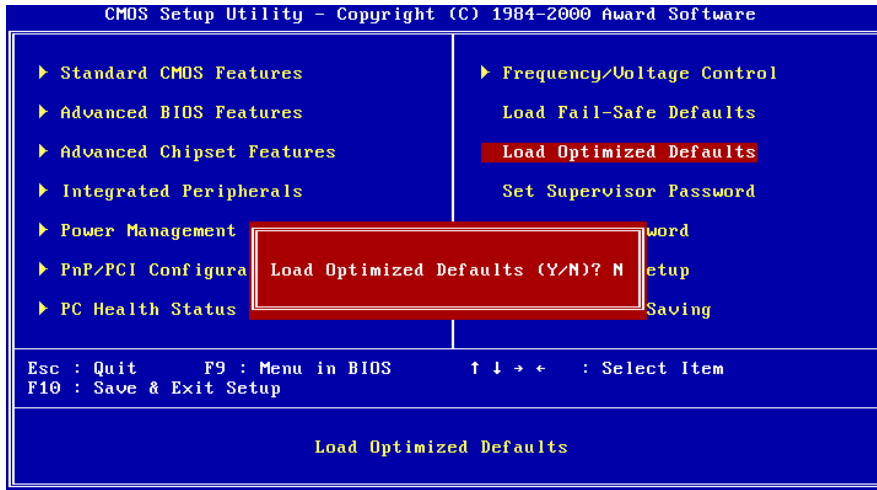 CMOS Setup Utility - Copyright (C) 1984-2000 Award Software
Standard CMOS Features
Advanced BIOS Features
Advanced Chipset Features
Integrated Peripherals
Power Management
PnP/PCI Configura
PC Health Status
Frequency/Voltage Control
Load Fail-Safe Defaults
Load Optimized Defaults
Set Supervisor Password
word
etup
Saving
Load Optimized Defaults (Y/N)? N
Esc : Quit F9 : Menu in BIOS ↑ ↓ → ← : Select Item
F10 : Save & Exit Setup
Load Optimized Defaults